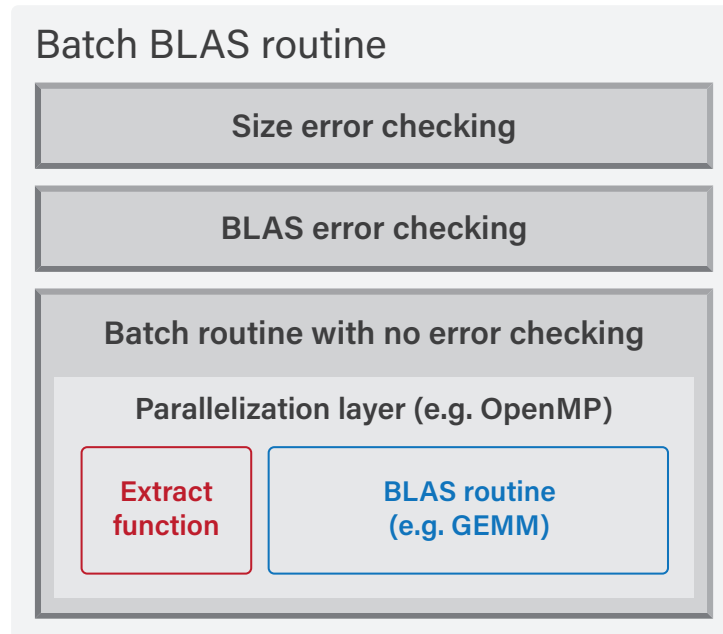 Batch BLAS routine
Size error checking
BLAS error checking
Batch routine with no error checking
Parallelization layer (e.g. OpenMP)
Extract
function
BLAS routine
(e.g. GEMM)